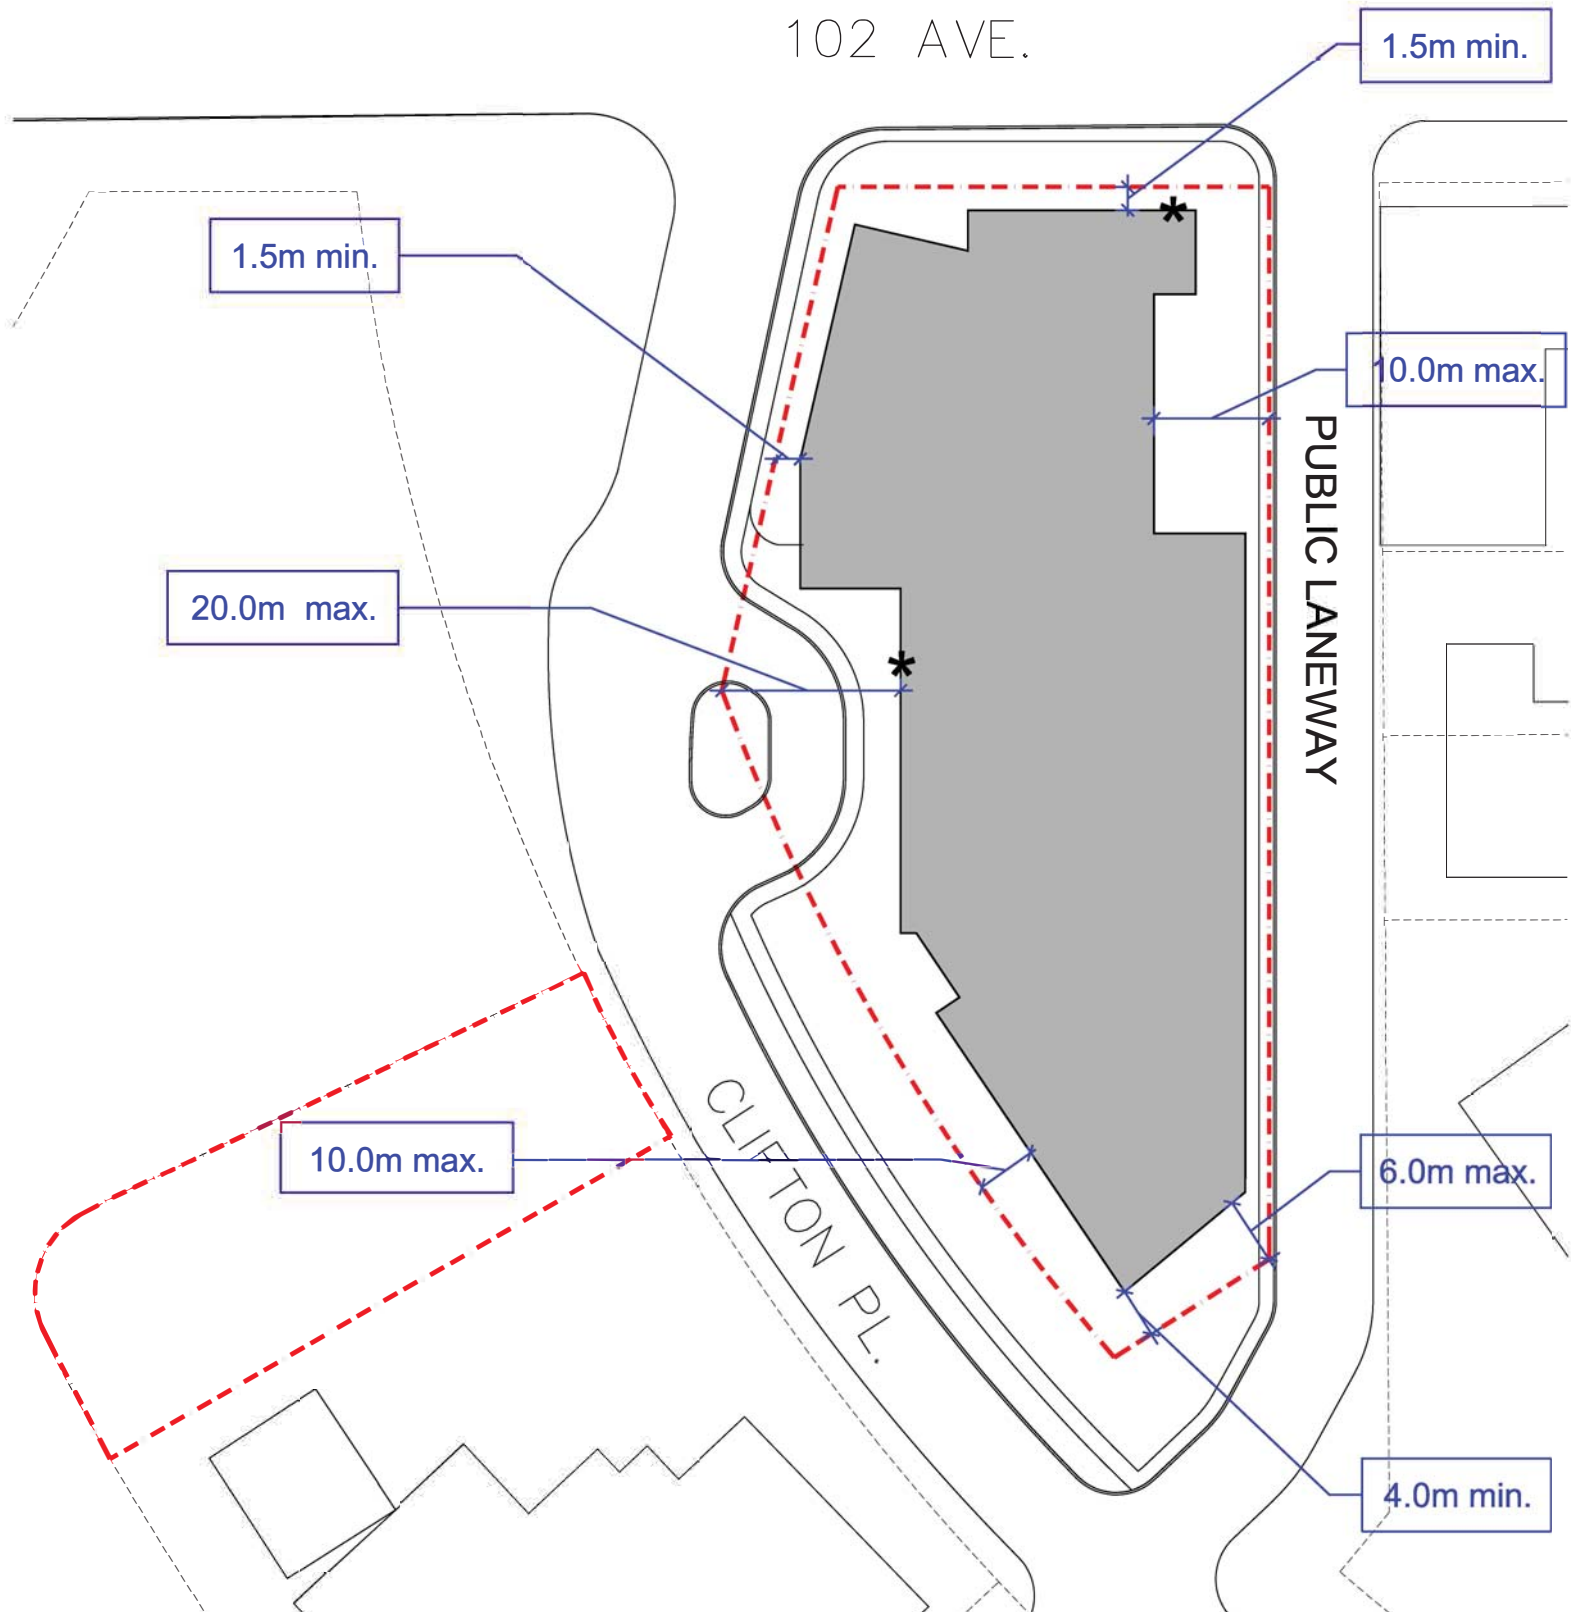 102 AVE.
1.5m min.
1.5m min.
*
10.0m max.
PUBLIC LANEWAY
20.0m max.
*
10.0m max.
CLIFTON PL.
6.0m max.
4.0m min.